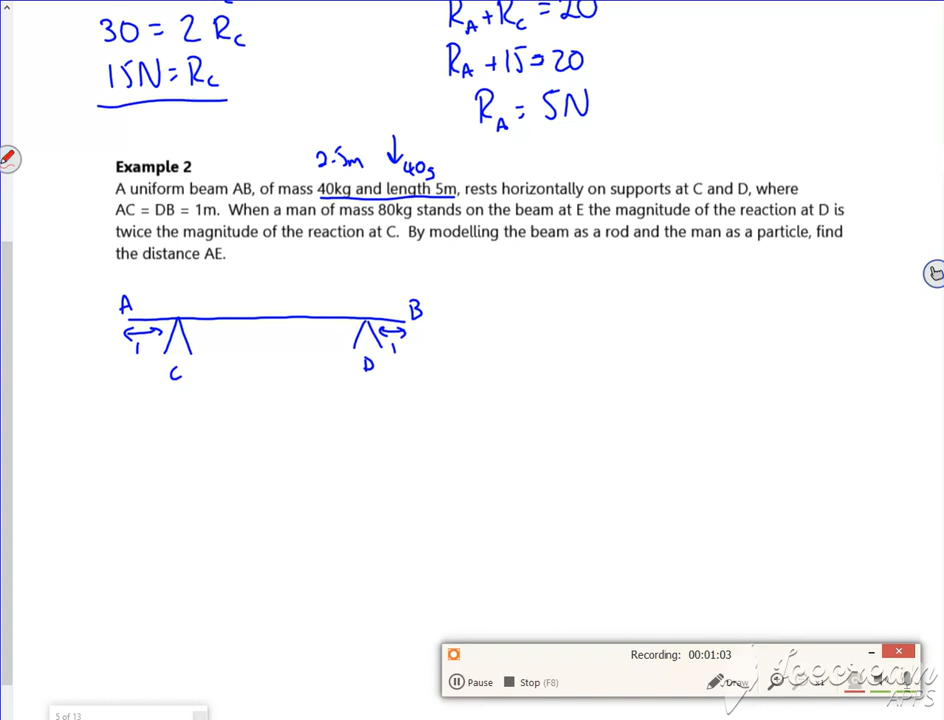 30 = 2 R_C
15N = R_C
R_A + R_C = 20
R_A + 15 = 20
R_A = 5N
Example 2
2.5m ↓40g
A uniform beam AB, of mass 40kg and length 5m, rests horizontally on supports at C and D, where
AC = DB = 1m. When a man of mass 80kg stands on the beam at E the magnitude of the reaction at D is
twice the magnitude of the reaction at C. By modelling the beam as a rod and the man as a particle, find
the distance AE.
A B
1 1
C D
Recording: 00:01:03
Pause Stop (F8) Draw
Icecream
APPS
5 of 13